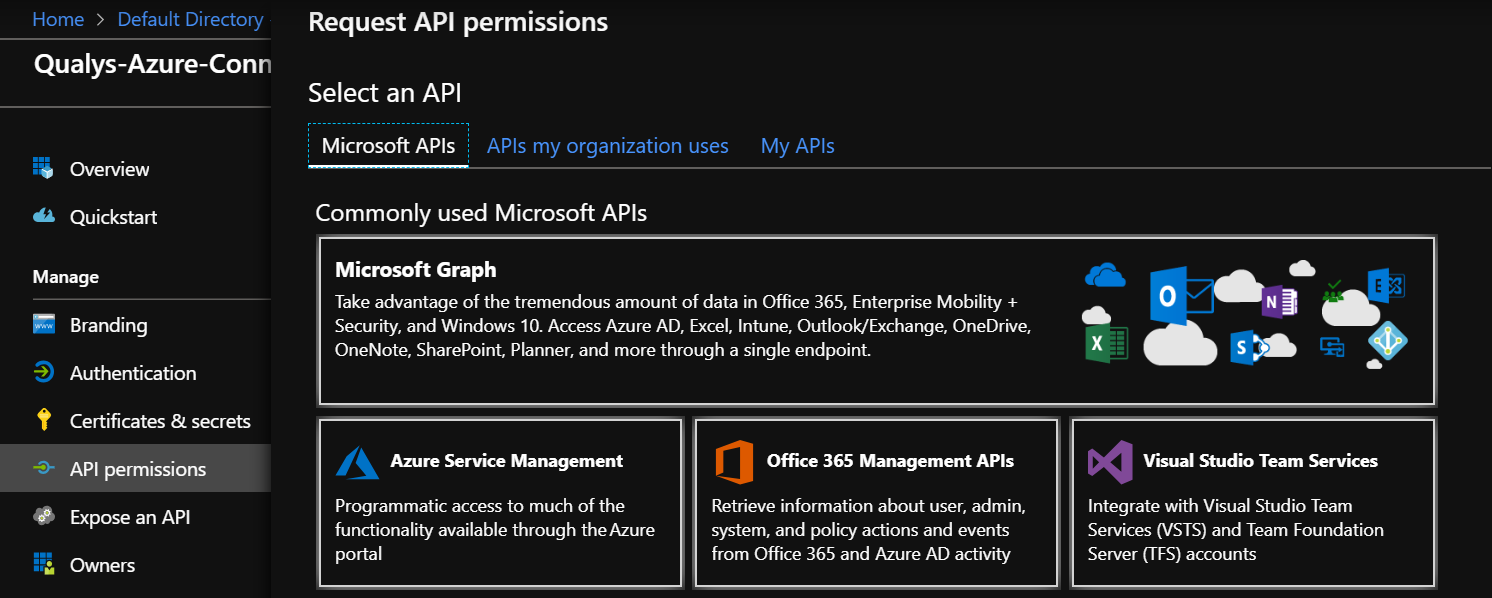 Home > Default Directory
Qualys-Azure-Conn
Overview
Quickstart
Manage
Branding
Authentication
Certificates & secrets
API permissions
Expose an API
Owners
Request API permissions
Select an API
Microsoft APIs APIs my organization uses My APIs
Commonly used Microsoft APIs
Microsoft Graph
Take advantage of the tremendous amount of data in Office 365, Enterprise Mobility +
Security, and Windows 10. Access Azure AD, Excel, Intune, Outlook/Exchange, OneDrive,
OneNote, SharePoint, Planner, and more through a single endpoint.
Azure Service Management
Programmatic access to much of the
functionality available through the Azure
portal
Office 365 Management APIs
Retrieve information about user, admin,
system, and policy actions and events
from Office 365 and Azure AD activity
Visual Studio Team Services
Integrate with Visual Studio Team
Services (VSTS) and Team Foundation
Server (TFS) accounts